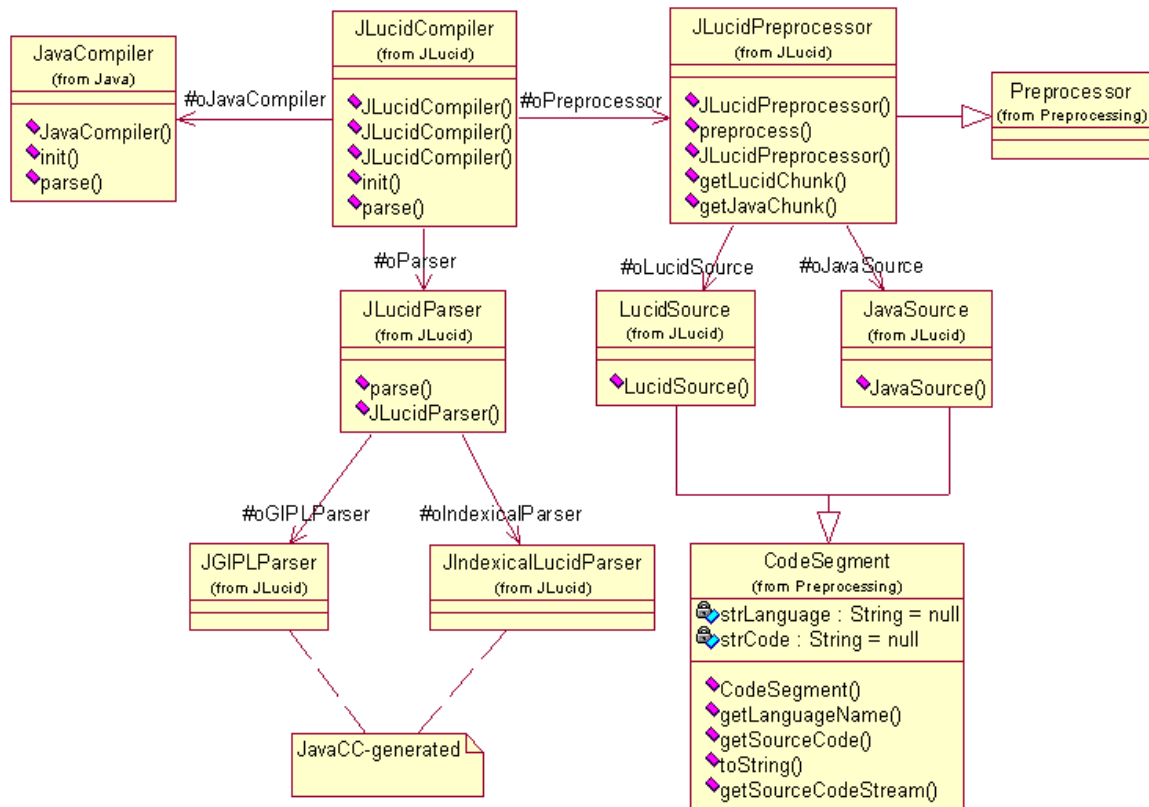 JavaCompiler
(from Java)
JavaCompiler()
init()
parse()
#oJavaCompiler
JLucidCompiler
(from JLucid)
JLucidCompiler()
JLucidCompiler()
JLucidCompiler()
init()
parse()
#oPreprocessor
JLucidPreprocessor
(from JLucid)
JLucidPreprocessor()
preprocess()
JLucidPreprocessor()
getLucidChunk()
getJavaChunk()
Preprocessor
(from Preprocessing)
#oParser
#oLucidSource
#oJavaSource
JLucidParser
(from JLucid)
parse()
JLucidParser()
LucidSource
(from JLucid)
LucidSource()
JavaSource
(from JLucid)
JavaSource()
#oGIPLParser
#oIndexicalParser
JGIPLParser
(from JLucid)
JIndexicalLucidParser
(from JLucid)
CodeSegment
(from Preprocessing)
strLanguage : String = null
strCode : String = null
CodeSegment()
getLanguageName()
getSourceCode()
toString()
getSourceCodeStream()
JavaCC-generated